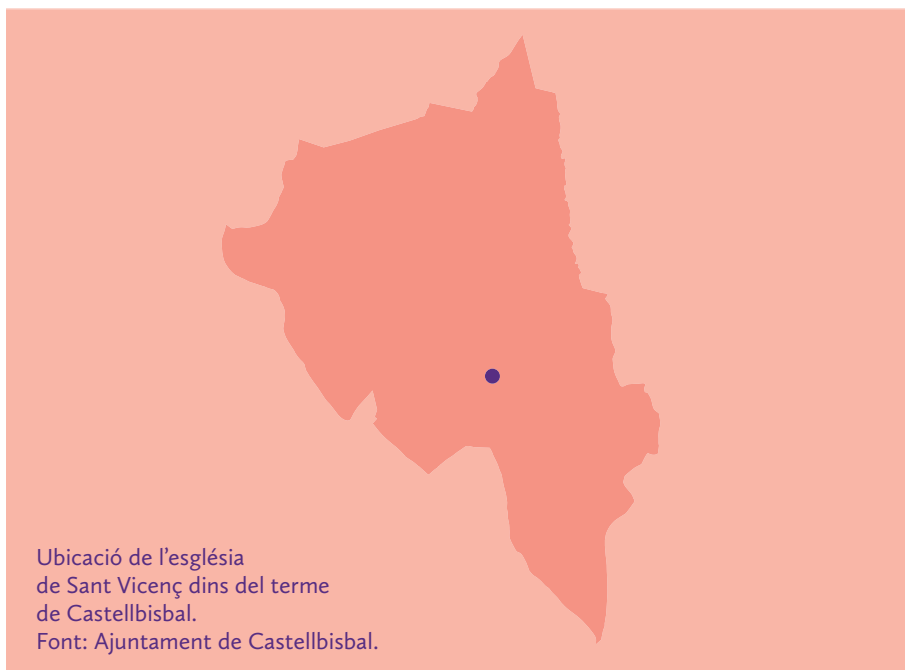 Ubicació de l'església
de Sant Vicenç dins del terme
de Castellbisbal.
Font: Ajuntament de Castellbisbal.